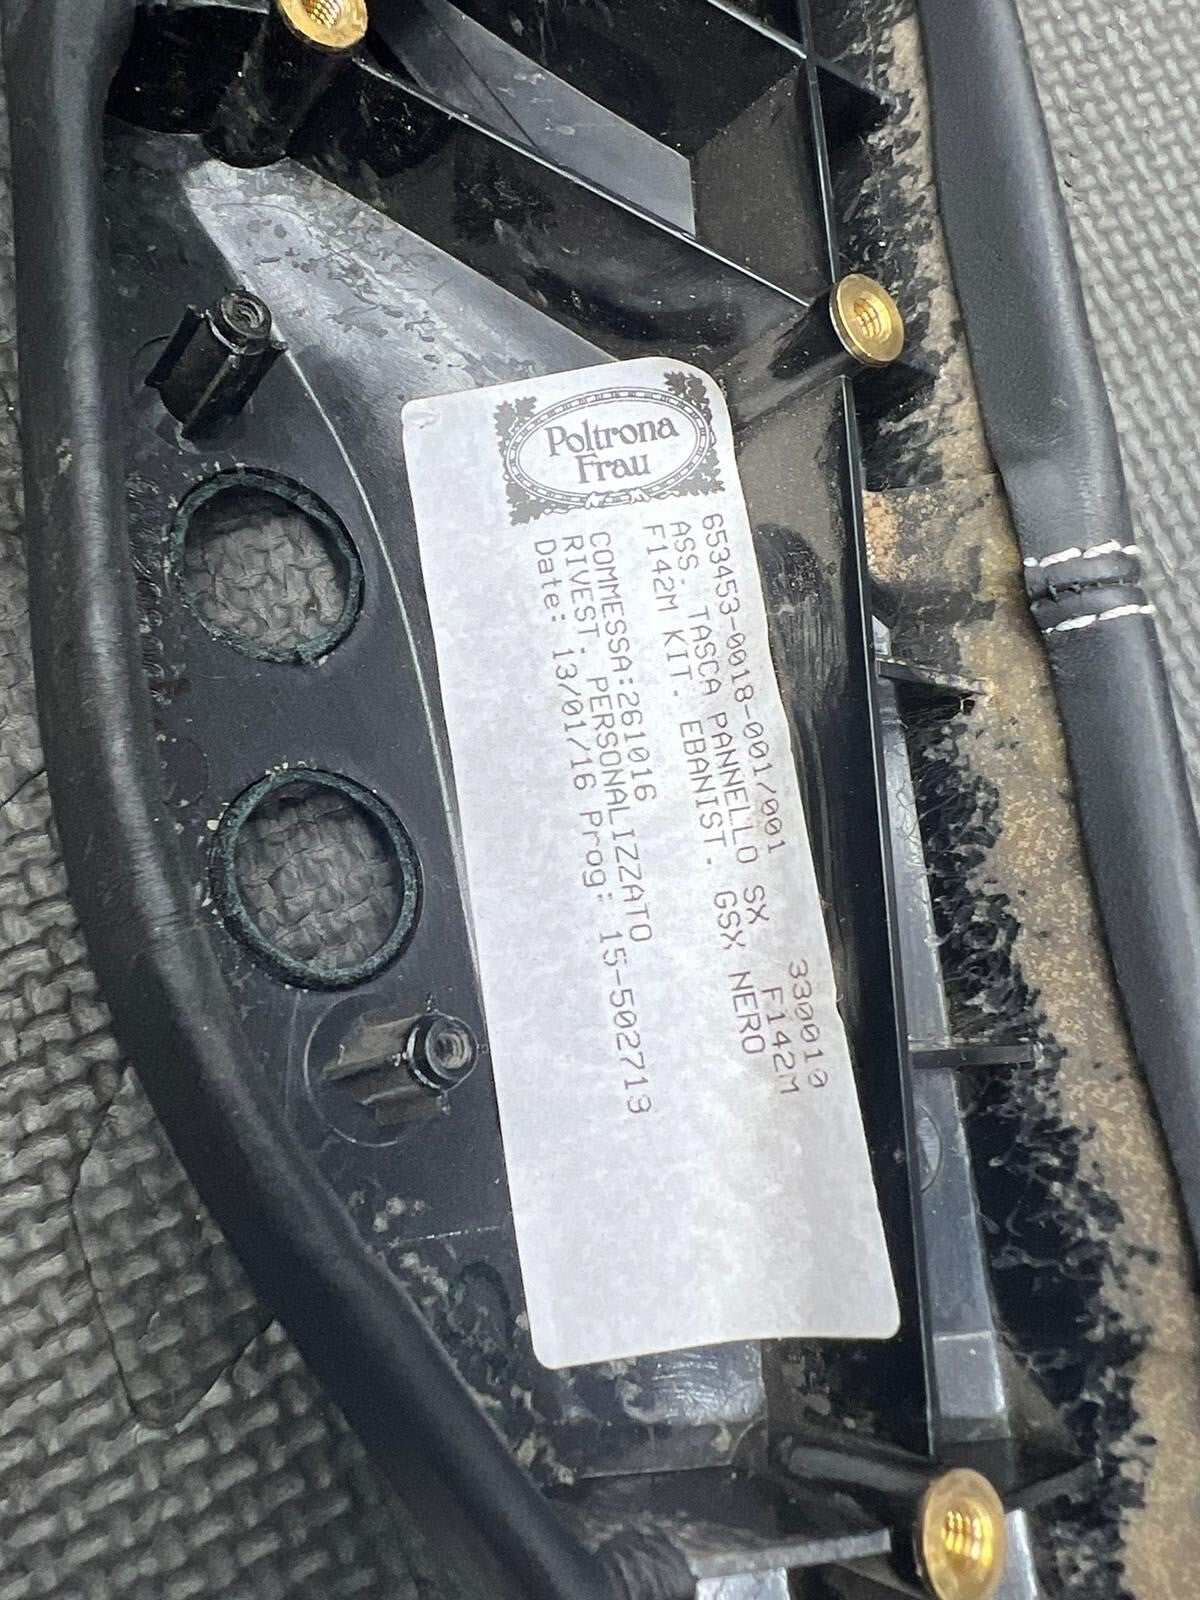 Poltrona
Frau
653453-0018-001/001 330010
ASS. TASCA PANNELLO SX F142M
F142M KIT. EBANIST. GSX NERO
COMMESSA:261016
RIVEST. PERSONALIZZATO
Date: 13/01/16 Prog: 15-502713